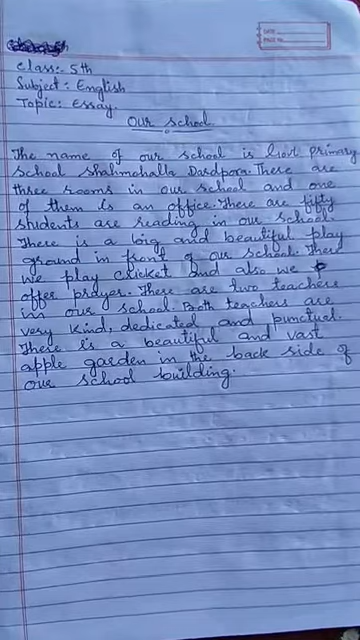 DATE
PAGE No.
Class:- 5th
Subject: English
Topic: Essay.
Our School
The name of our school is Govt primary
School Shahmohalla Dardpora. There are
three rooms in our school and one
of them is an office. There are fifty
students are reading in our school.
There is a big and beautiful play
ground in front of our school. There
we play cricket and also we
offer prayer. There are two teachers
in our school. Both teachers are
very kind, dedicated and punctual.
There is a beautiful and vast
apple garden in the back side of
our school building.